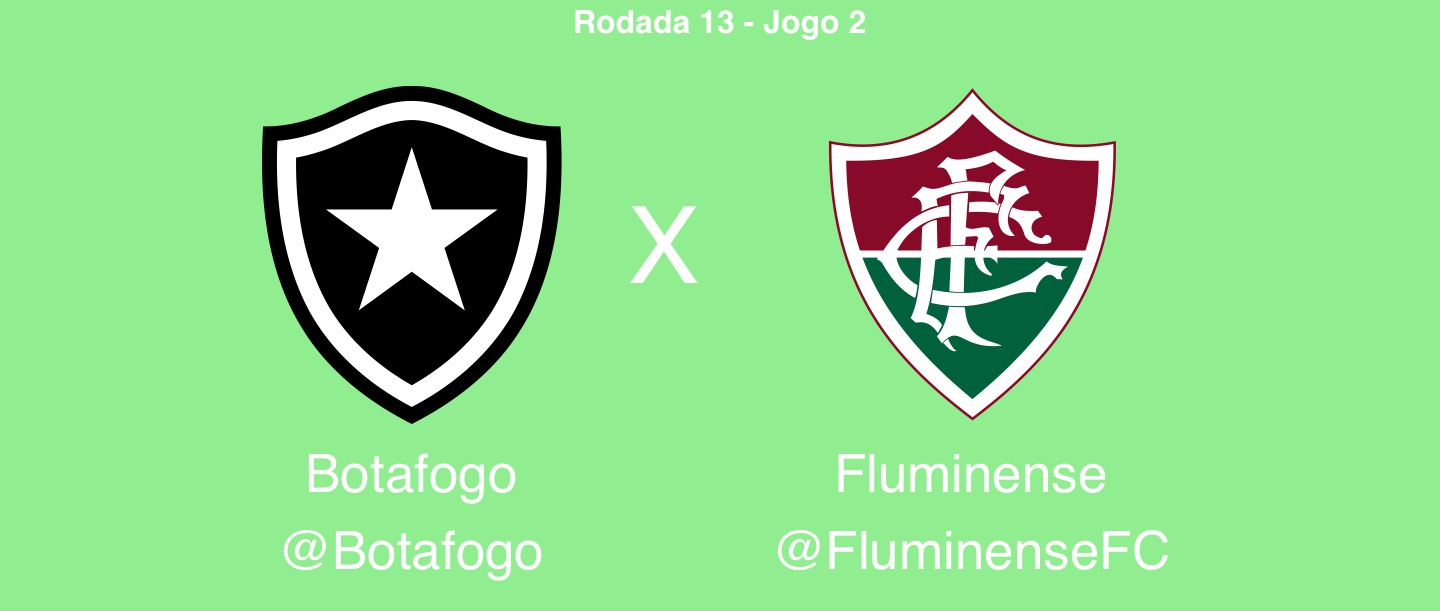 Rodada 13 - Jogo 2
X
Botafogo
Fluminense
@Botafogo
@FluminenseFC